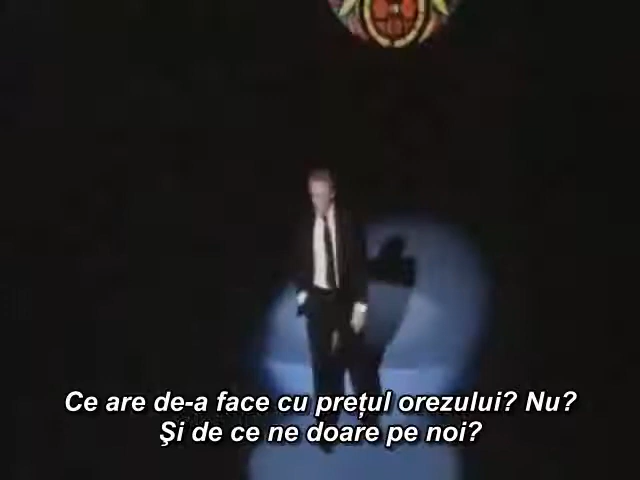 Ce are de-a face cu prețul orezului? Nu?
Şi de ce ne doare pe noi?